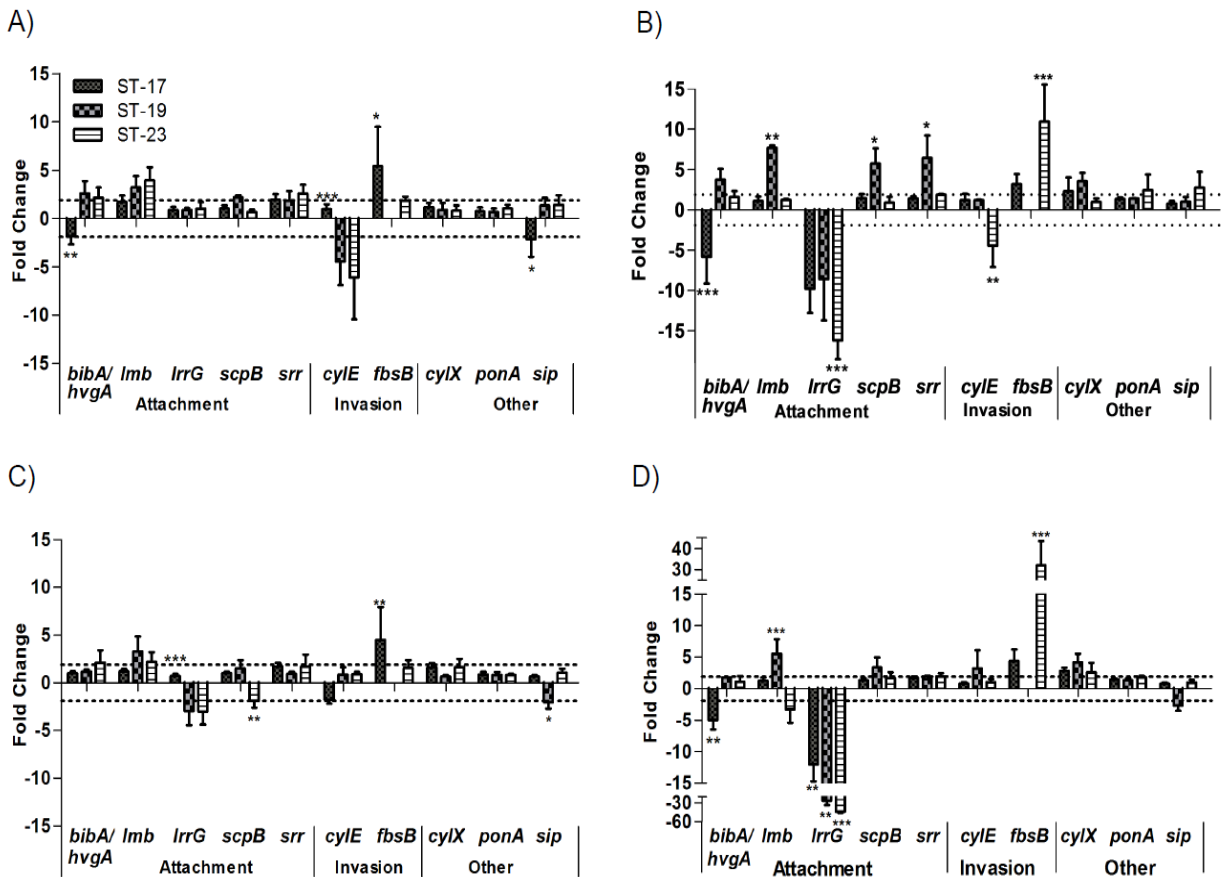 A)
15
10
5
0
-5
-10
-15
Fold Change
ST-17
ST-19
ST-23
**
***
*
*
bibA/ lmb lrrG scpB srr cylE fbsB cylX ponA sip
hvgA Attachment Invasion Other
B)
15
10
5
0
-5
-10
-15
Fold Change
***
**
***
*
*
**
***
bibA/ lmb lrrG scpB srr cylE fbsB cylX ponA sip
hvgA Attachment Invasion Other
C)
15
10
5
0
-5
-10
-15
Fold Change
***
**
**
*
bibA/ lmb lrrG scpB srr cylE fbsB cylX ponA sip
hvgA Attachment Invasion Other
D)
40
30
15
10
5
0
-5
-10
-15
-30
-60
Fold Change
**
***
**
**
***
***
bibA/ lmb lrrG scpB srr cylE fbsB cylX ponA sip
hvgA Attachment Invasion Other